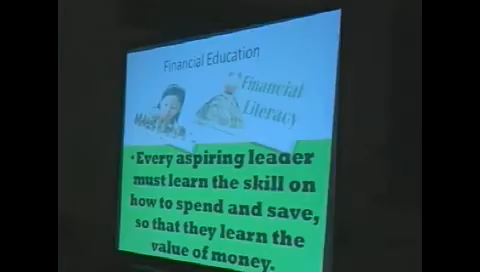 Financial Education
Financial
Literacy
• Every aspiring leader
must learn the skill on
how to spend and save,
so that they learn the
value of money.